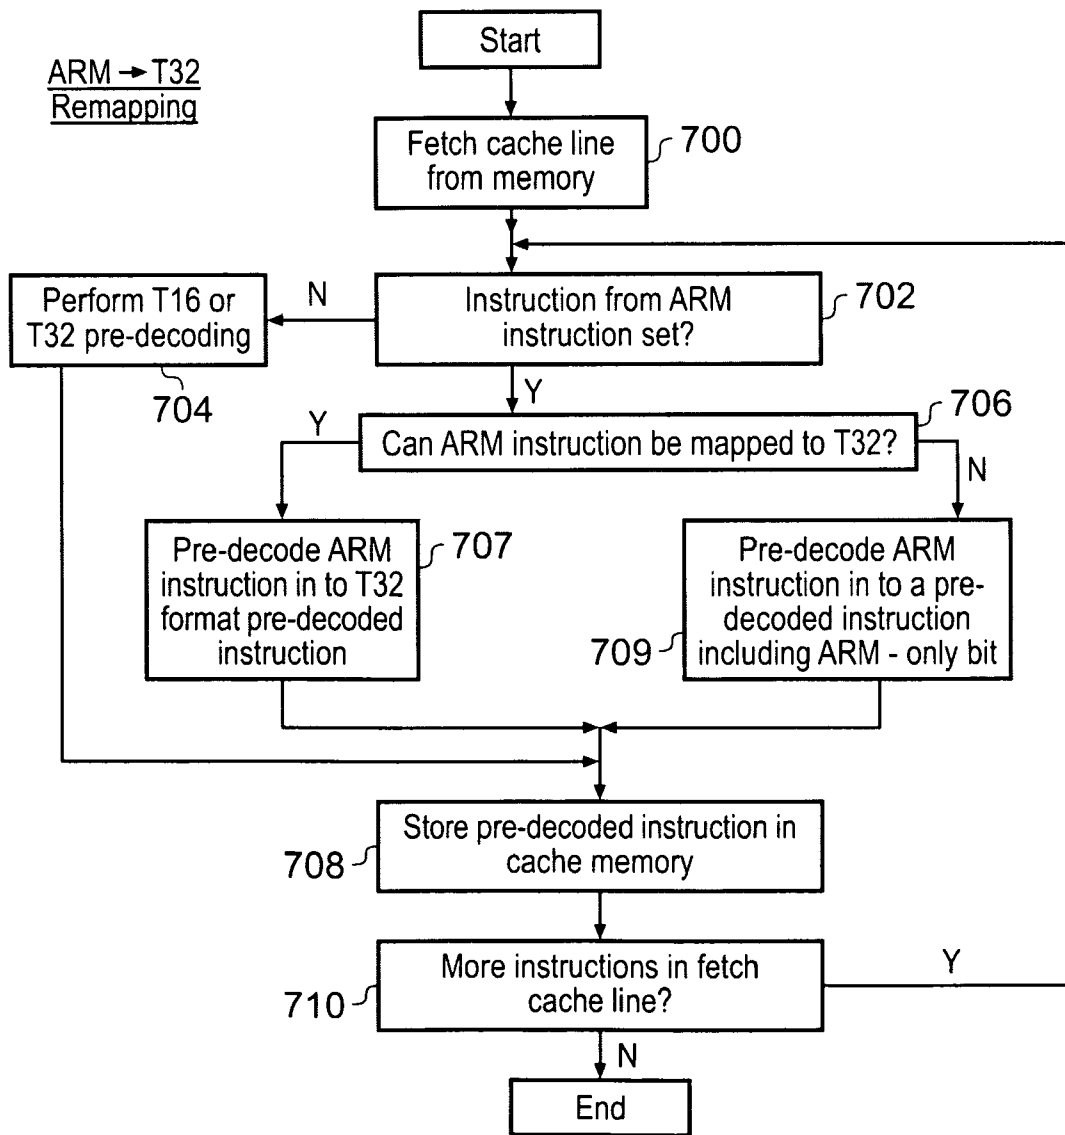 Start
ARM → T32
Remapping
Fetch cache line
from memory
700
Perform T16 or
T32 pre-decoding
704
N
Instruction from ARM
instruction set?
702
Y
706
Y
Can ARM instruction be mapped to T32?
N
Pre-decode ARM
instruction in to T32
format pre-decoded
instruction
707
Pre-decode ARM
instruction in to a pre-
decoded instruction
including ARM - only bit
709
Store pre-decoded instruction in
cache memory
708
More instructions in fetch
cache line?
710
Y
N
End